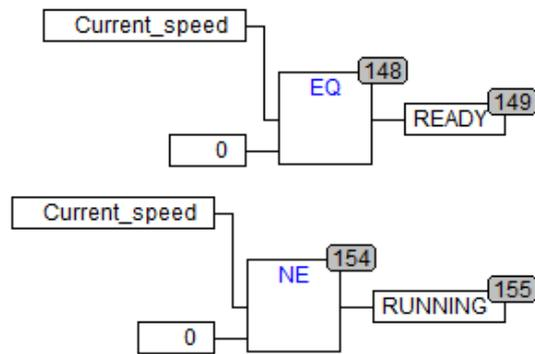 Current_speed
EQ
148
149
READY
0
Current_speed
NE
154
155
RUNNING
0